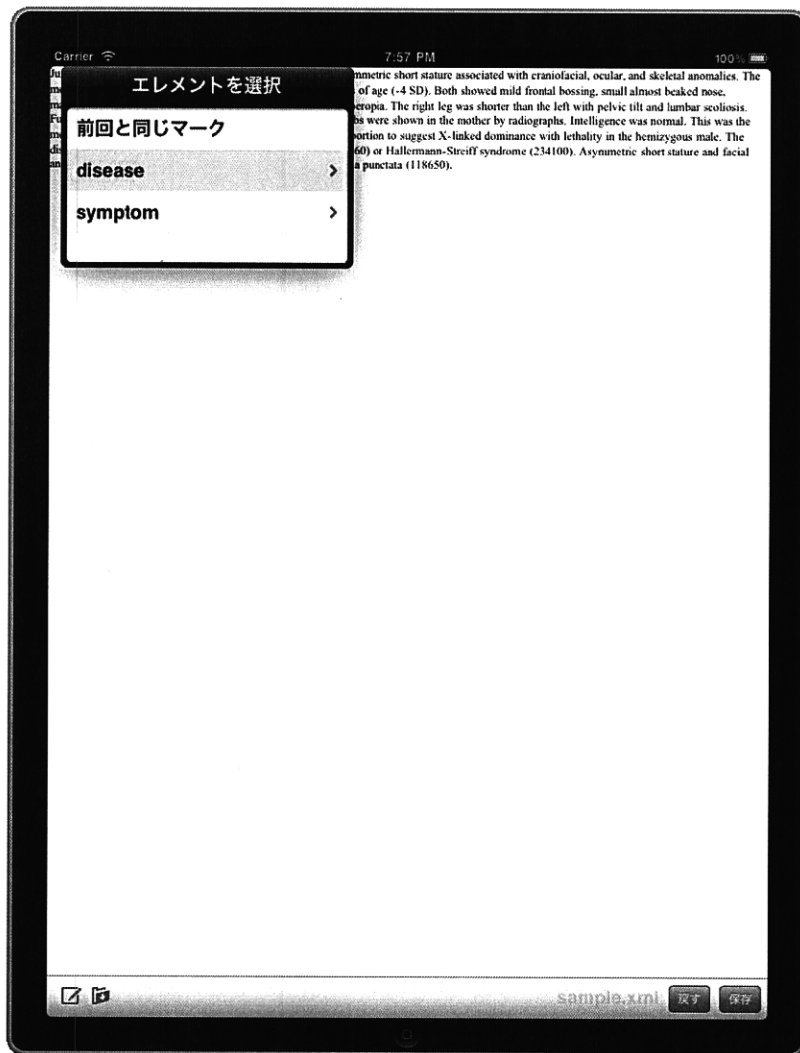 Carrier 7:57 PM 100%
エレメントを選択
前回と同じマーク
disease
symptom
mmetric short stature associated with craniofacial, ocular, and skeletal anomalies. The
of age (-4 SD). Both showed mild frontal bossing, small almost beaked nose,
eropia. The right leg was shorter than the left with pelvic tilt and lumbar scoliosis.
bs were shown in the mother by radiographs. Intelligence was normal. This was the
portion to suggest X-linked dominance with lethality in the hemizygous male. The
60) or Hallermann-Streiff syndrome (234100). Asymmetric short stature and facial
a punctata (118650).
sample.xml 戻す 保存